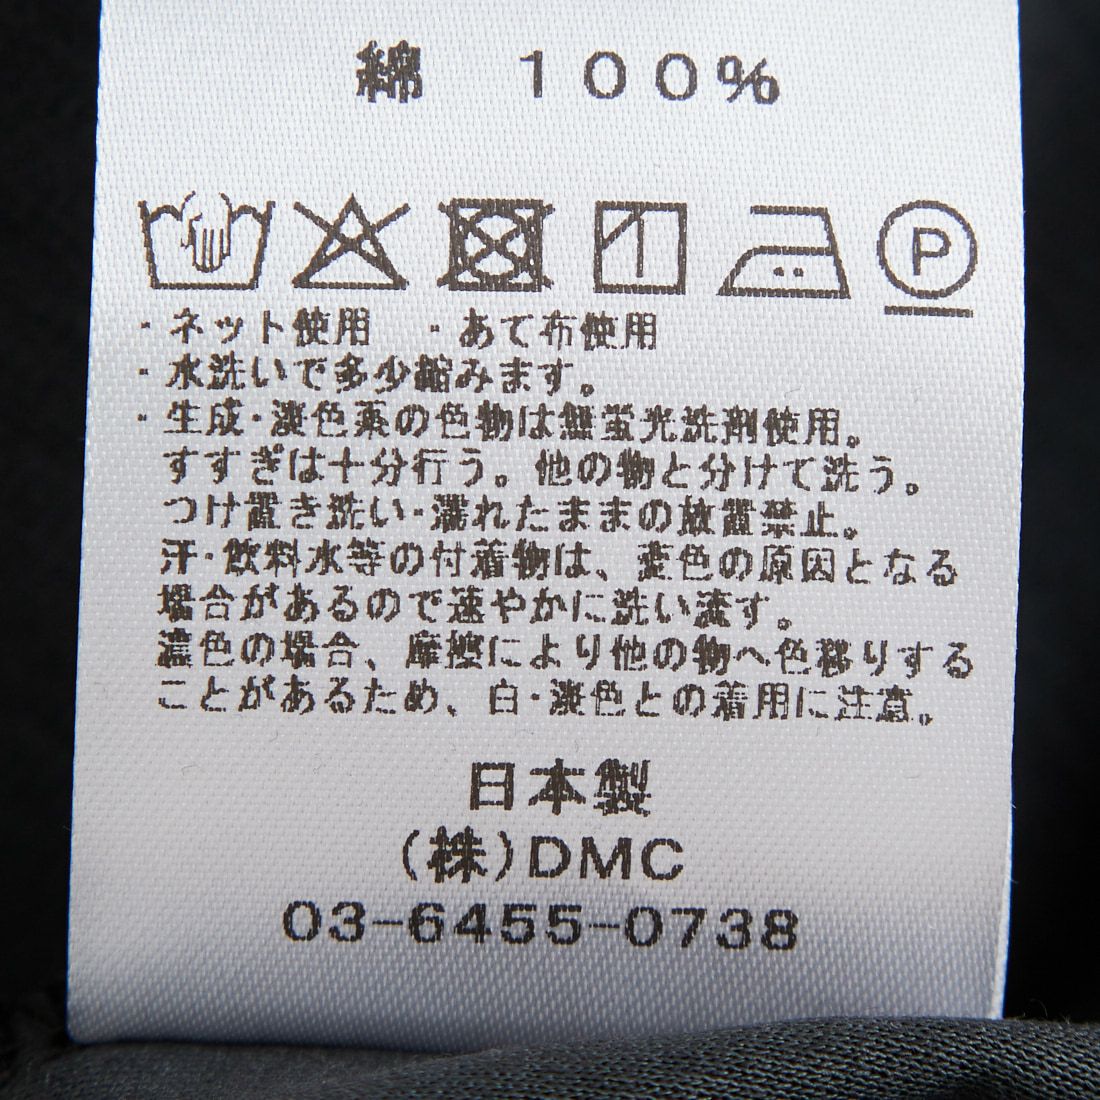 綿 100%
P
・ネット使用 ・あて布使用
・水洗いで多少縮みます。
・生成・淡色系の色物は無蛍光洗剤使用。
すすぎは十分行う。他の物と分けて洗う。
つけ置き洗い・濡れたままの放置禁止。
汗・飲料水等の付着物は、変色の原因となる
場合があるので速やかに洗い流す。
濃色の場合、摩擦により他の物へ色移りする
ことがあるため、白・淡色との着用に注意。
日本製
(株)DMC
03-6455-0738